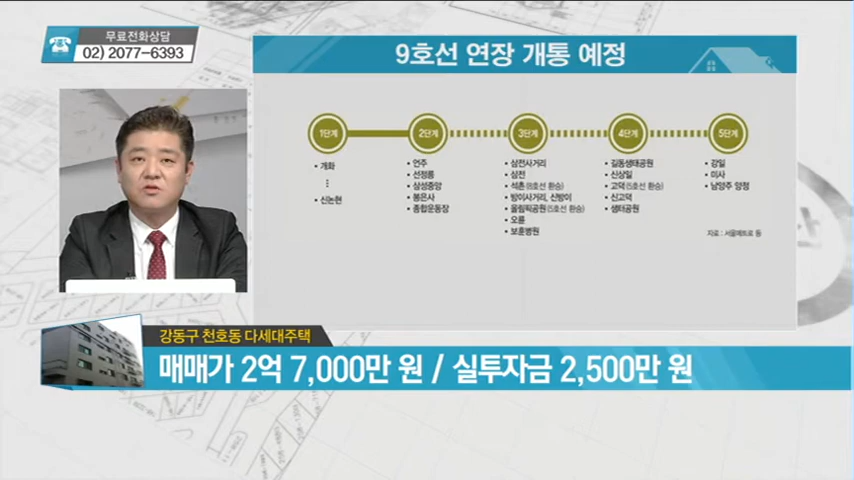 무료전화상담
02) 2077-6393
9호선 연장 개통 예정
1단계
2단계
3단계
4단계
5단계
• 개화
⋮
• 신논현
• 언주
• 선정릉
• 삼성중앙
• 봉은사
• 종합운동장
• 삼전사거리
• 삼전
• 석촌 (8호선 환승)
• 방이사거리, 신방이
• 올림픽공원 (5호선 환승)
• 오륜
• 보훈병원
• 길동생태공원
• 신상일
• 고덕 (5호선 환승)
• 신고덕
• 샘터공원
• 강일
• 미사
• 남양주 양정
자료 : 서울메트로 등
강동구 천호동 다세대주택
매매가 2억 7,000만 원 / 실투자금 2,500만 원